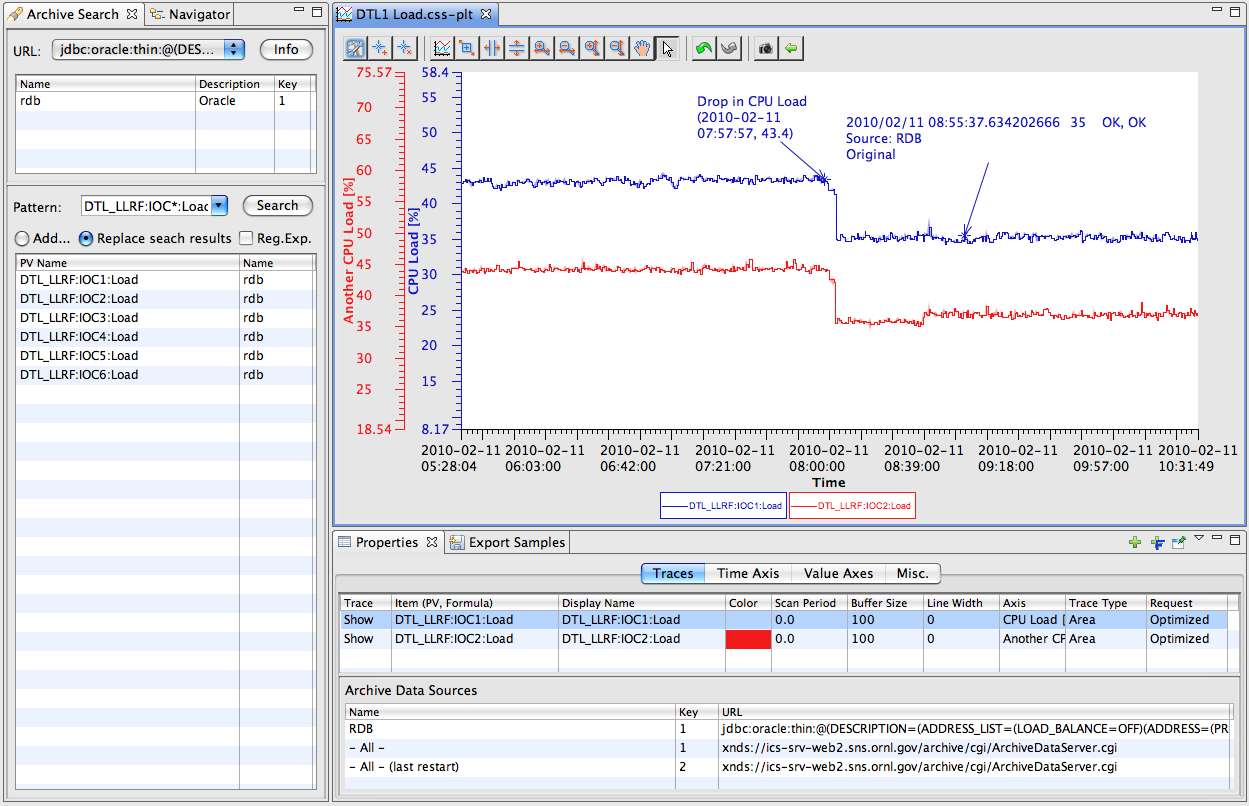 Archive Search
Navigator
URL:
jdbc:oracle:thin:@(DES...
Info
Name Description Key
rdb Oracle 1
Pattern:
DTL_LLRF:IOC*:Load
Search
Add... Replace seach results Reg.Exp.
PV Name Name
DTL_LLRF:IOC1:Load rdb
DTL_LLRF:IOC2:Load rdb
DTL_LLRF:IOC3:Load rdb
DTL_LLRF:IOC4:Load rdb
DTL_LLRF:IOC5:Load rdb
DTL_LLRF:IOC6:Load rdb
DTL1 Load.css-plt
Another CPU Load [%]
75.57
70
65
60
55
50
45
40
35
30
25
18.54
CPU Load [%]
58.4
55
50
45
40
35
30
25
20
15
8.17
Drop in CPU Load
(2010-02-11
07:57:57, 43.4)
2010/02/11 08:55:37.634202666 35 OK, OK
Source: RDB
Original
2010-02-11 2010-02-11 2010-02-11 2010-02-11 2010-02-11 2010-02-11 2010-02-11 2010-02-11 2010-02-11
05:28:04 06:03:00 06:42:00 07:21:00 08:00:00 08:39:00 09:18:00 09:57:00 10:31:49
Time
DTL_LLRF:IOC1:Load DTL_LLRF:IOC2:Load
Properties
Export Samples
Traces Time Axis Value Axes Misc.
Trace Item (PV, Formula) Display Name Color Scan Period Buffer Size Line Width Axis Trace Type Request
Show DTL_LLRF:IOC1:Load DTL_LLRF:IOC1:Load 0.0 100 0 CPU Load [ Area Optimized
Show DTL_LLRF:IOC2:Load DTL_LLRF:IOC2:Load 0.0 100 0 Another CP Area Optimized
Archive Data Sources
Name Key URL
RDB 1 jdbc:oracle:thin:@(DESCRIPTION=(ADDRESS_LIST=(LOAD_BALANCE=OFF)(ADDRESS=(PR
- All - 1 xnds://ics-srv-web2.sns.ornl.gov/archive/cgi/ArchiveDataServer.cgi
- All - (last restart) 2 xnds://ics-srv-web2.sns.ornl.gov/archive/cgi/ArchiveDataServer.cgi